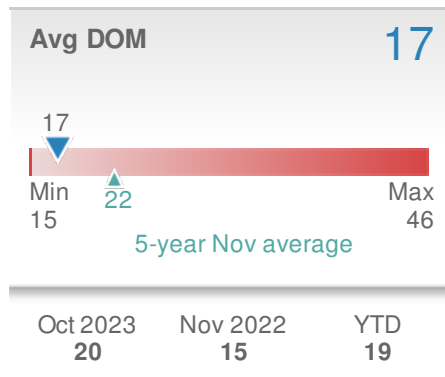 Avg DOM 17
17
Min Max
22
15 46
5-year Nov average
Oct 2023 Nov 2022 YTD
20 15 19